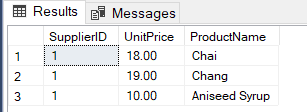 Results Messages
SupplierID UnitPrice ProductName
1 1 18.00 Chai
2 1 19.00 Chang
3 1 10.00 Aniseed Syrup